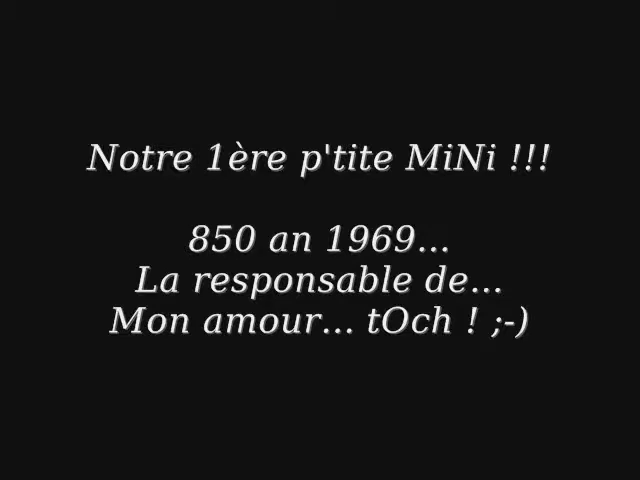 Notre 1ère p'tite MiNi !!!
850 an 1969...
La responsable de...
Mon amour... tOch ! ;-)